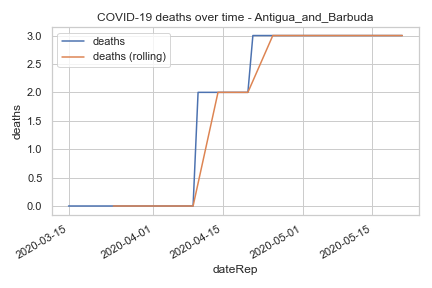 COVID-19 deaths over time - Antigua_and_Barbuda
deaths
deaths (rolling)
deaths
3.0
2.5
2.0
1.5
1.0
0.5
0.0
2020-03-15
2020-04-01
2020-04-15
2020-05-01
2020-05-15
dateRep